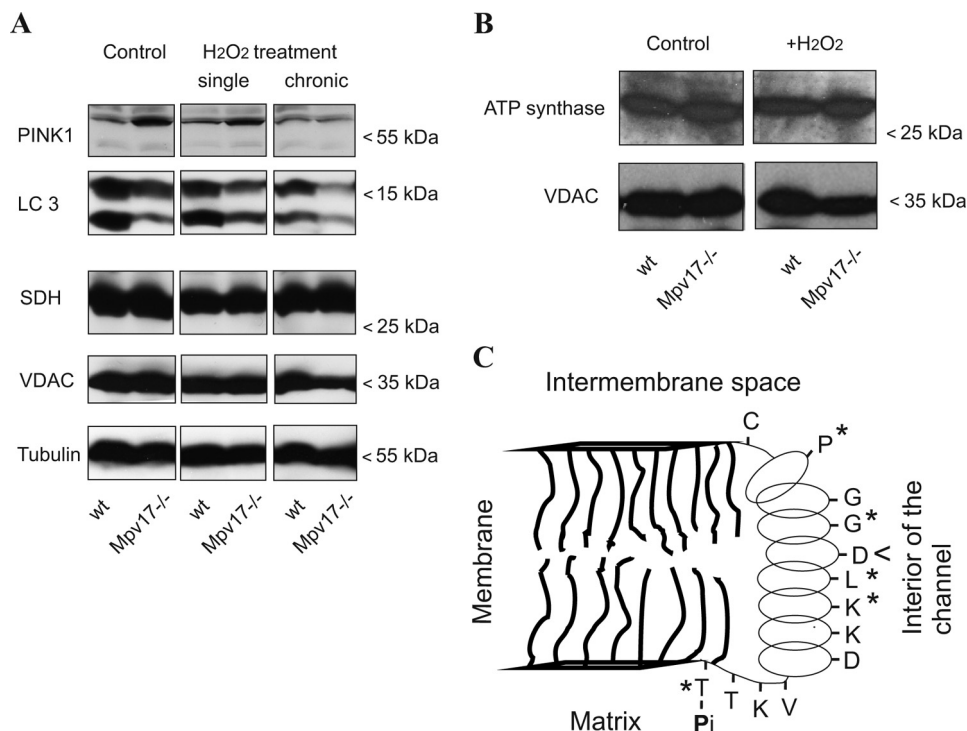 A
Control
H2O2 treatment
single
chronic
PINK1
< 55 kDa
LC 3
< 15 kDa
SDH
< 25 kDa
VDAC
< 35 kDa
Tubulin
< 55 kDa
wt
Mpv17-/-
wt
Mpv17-/-
wt
Mpv17-/-
B
Control
+H2O2
ATP synthase
< 25 kDa
VDAC
< 35 kDa
wt
Mpv17-/-
wt
Mpv17-/-
C
Intermembrane space
Membrane
C
P*
G
G*
D<
L*
K*
K
D
V
K
T
*T
Pi
Matrix
Interior of the
channel